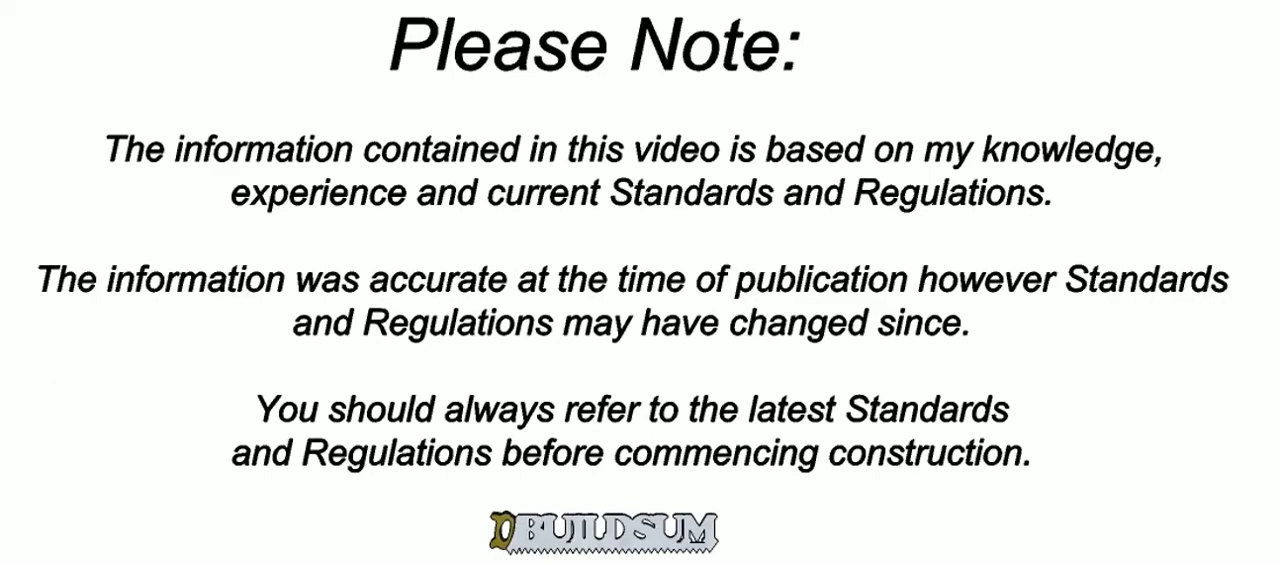 Please Note:
The information contained in this video is based on my knowledge,
experience and current Standards and Regulations.
The information was accurate at the time of publication however Standards
and Regulations may have changed since.
You should always refer to the latest Standards
and Regulations before commencing construction.
DBUILDSUM